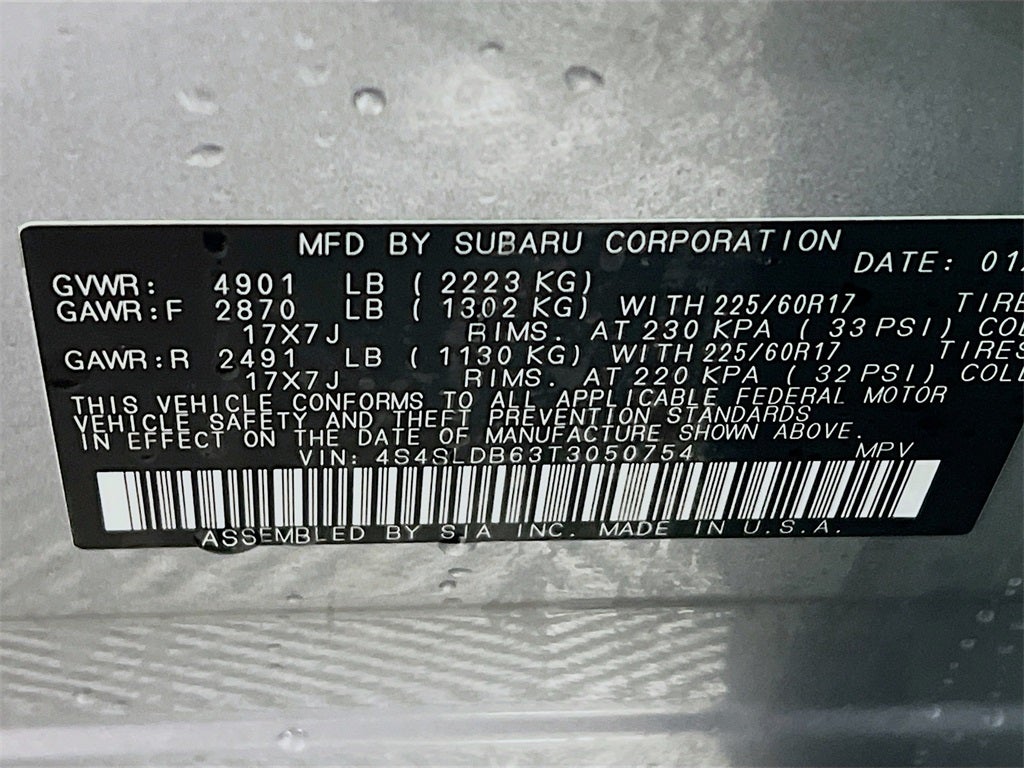 MFD BY SUBARU CORPORATION
DATE: 01
GVWR: 4901 LB ( 2223 KG)
GAWR:F 2870 LB ( 1302 KG) WITH 225/60R17 TIRE
17X7J RIMS. AT 230 KPA ( 33 PSI) COL
GAWR:R 2491 LB ( 1130 KG) WITH 225/60R17 TIRES
17X7J RIMS. AT 220 KPA ( 32 PSI) COLD
THIS VEHICLE CONFORMS TO ALL APPLICABLE FEDERAL MOTOR
VEHICLE SAFETY AND THEFT PREVENTION STANDARDS
IN EFFECT ON THE DATE OF MANUFACTURE SHOWN ABOVE.
VIN: 4S4SLDB63T3050754 MPV
ASSEMBLED BY SIA INC. MADE IN U.S.A.